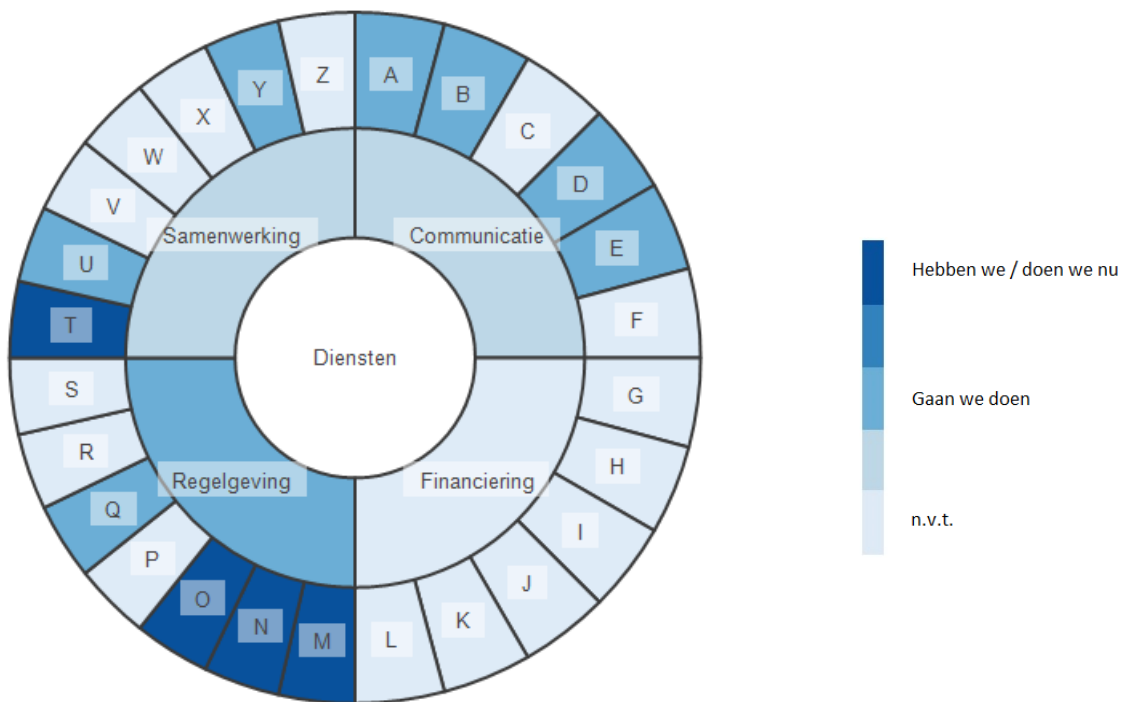 Z
A
Y
B
X
C
W
D
V
Samenwerking
Communicatie
E
U
T
F
Diensten
S
G
R
H
Regelgeving
Financiering
Q
I
P
J
O
K
N
M
L
Hebben we / doen we nu
Gaan we doen
n.v.t.